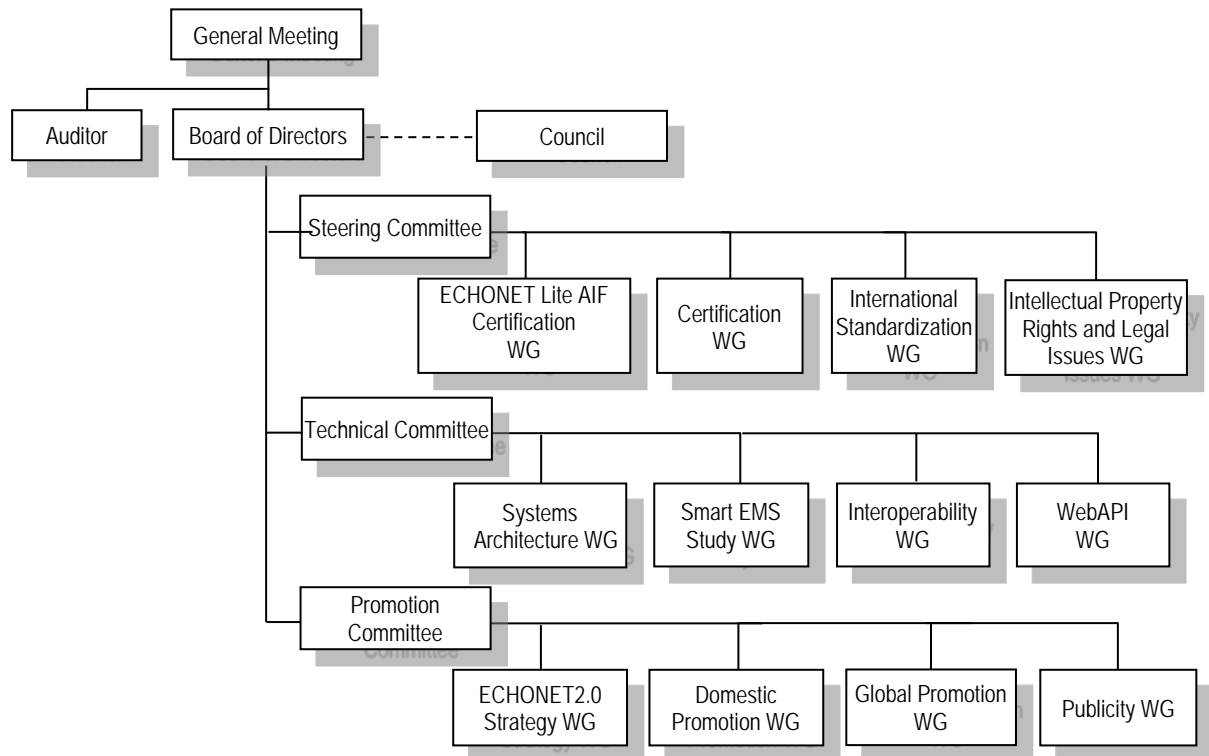 General Meeting
Auditor
Board of Directors
Council
Steering Committee
ECHONET Lite AIF
Certification
WG
Certification
WG
International
Standardization
WG
Intellectual Property
Rights and Legal
Issues WG
Technical Committee
Systems
Architecture WG
Smart EMS
Study WG
Interoperability
WG
WebAPI
WG
Promotion
Committee
ECHONET2.0
Strategy WG
Domestic
Promotion WG
Global Promotion
WG
Publicity WG